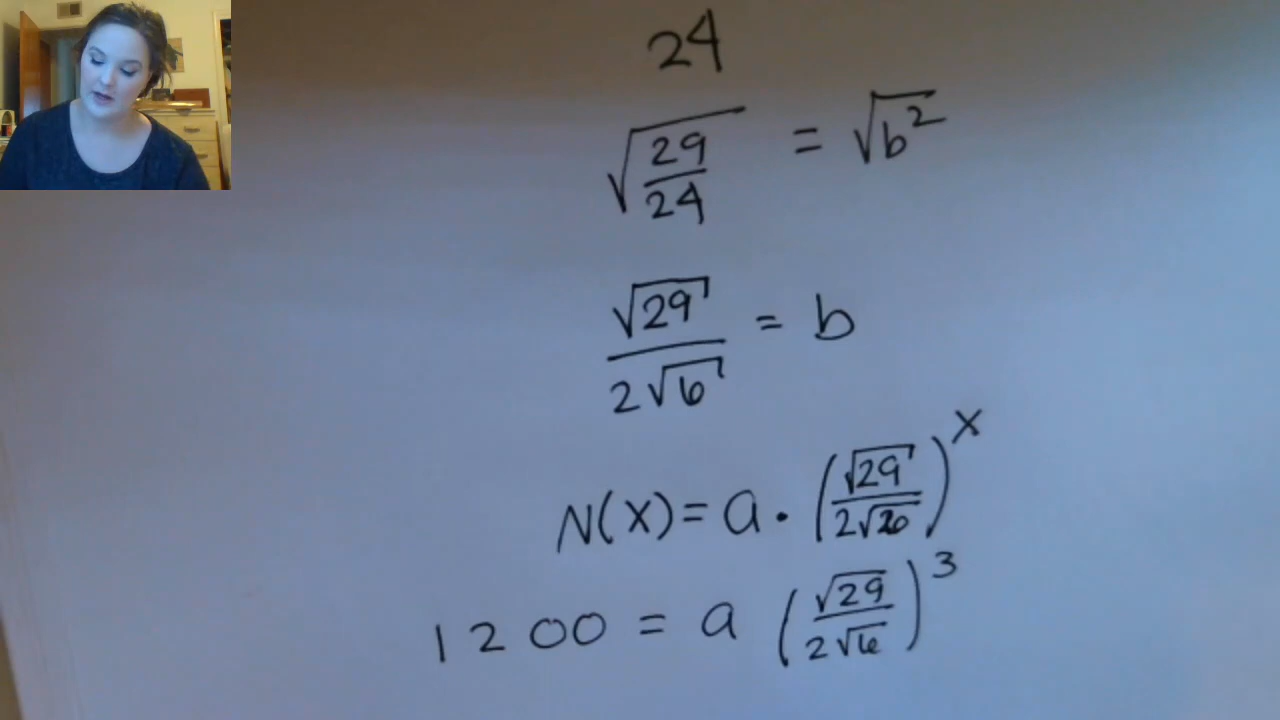 24
√(29/24) = √b²
√29/2√6 = b
N(x) = a · (√29/2√26)^x
1200 = a (√29/2√6)^3